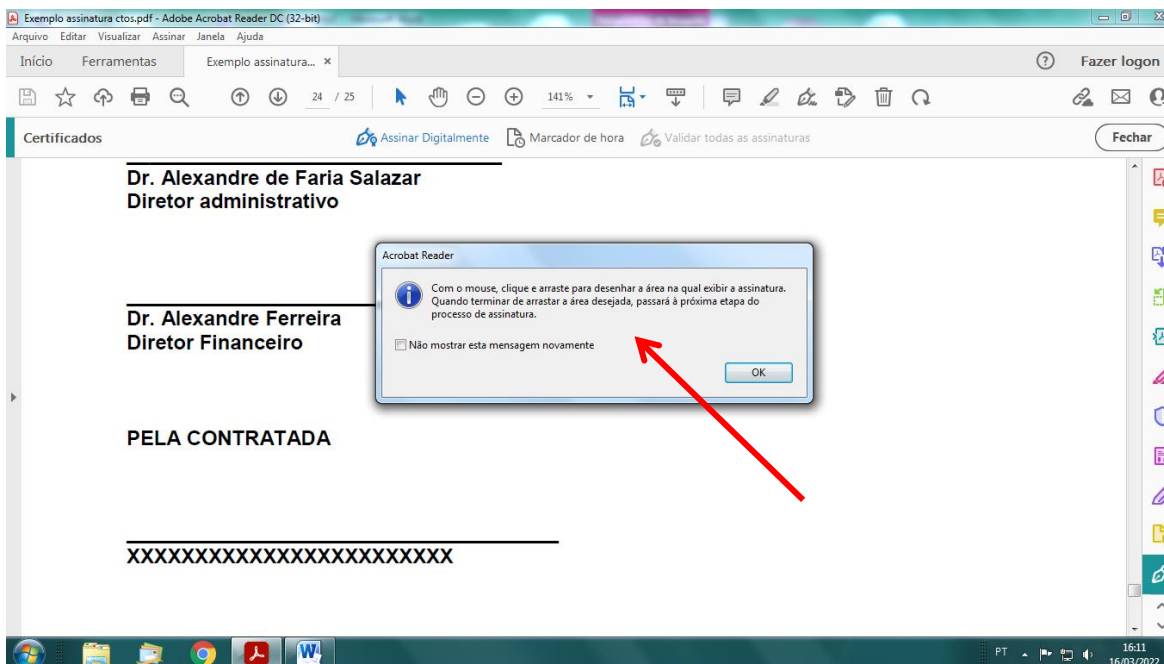 Exemplo assinatura ctos.pdf - Adobe Acrobat Reader DC (32-bit)
Arquivo Editar Visualizar Assinar Janela Ajuda
Início Ferramentas Exemplo assinatura... × ? Fazer logon
24 / 25 141%
Certificados Assinar Digitalmente Marcador de hora Validar todas as assinaturas Fechar
Dr. Alexandre de Faria Salazar
Diretor administrativo
Acrobat Reader
Com o mouse, clique e arraste para desenhar a área na qual exibir a assinatura.
Quando terminar de arrastar a área desejada, passará à próxima etapa do
processo de assinatura.
Não mostrar esta mensagem novamente
OK
Dr. Alexandre Ferreira
Diretor Financeiro
PELA CONTRATADA
XXXXXXXXXXXXXXXXXXXXXXXX
PT 16:11
16/03/2022